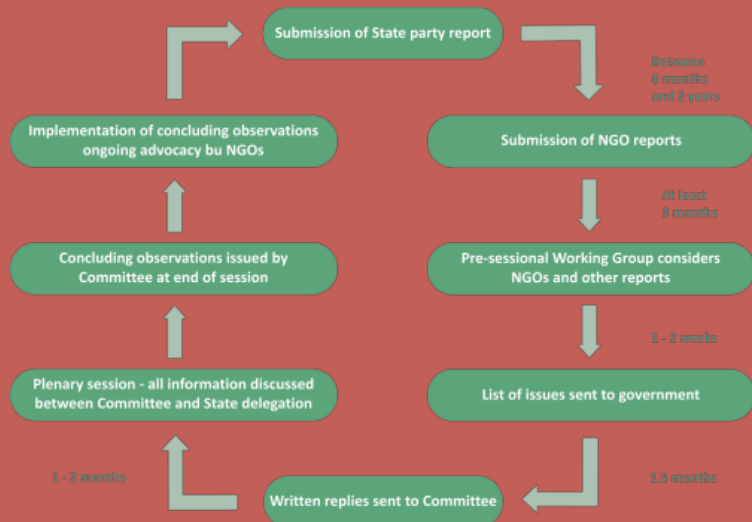 Submission of State party report
Between
6 months
and 2 years
Submission of NGO reports
At least
3 months
Pre-sessional Working Group considers
NGOs and other reports
1 - 2 weeks
List of issues sent to government
months
Written replies sent to Committee
1 - 2 months
Plenary session - all information discussed
between Committee and State delegation
Concluding observations issued by
Committee at end of session
Implementation of concluding observations
ongoing advocacy bu NGOs